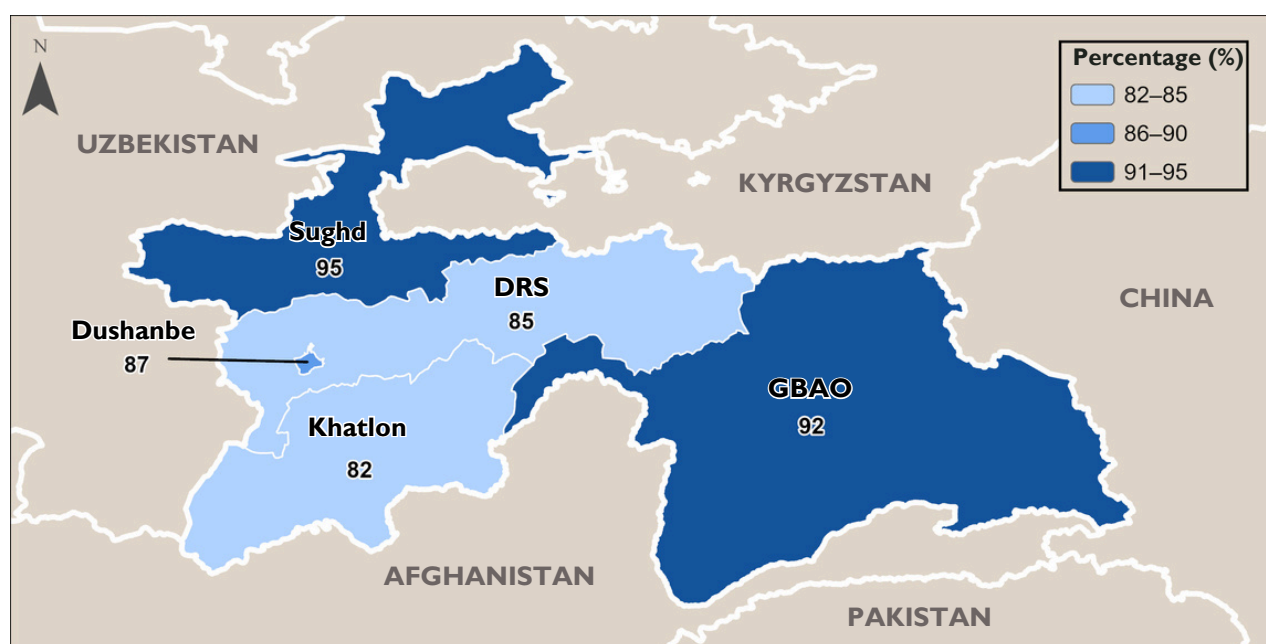 N
Percentage (%)
82–85
86–90
91–95
UZBEKISTAN
KYRGYZSTAN
Sughd
95
DRS
85
CHINA
Dushanbe
87
GBAO
92
Khatlon
82
AFGHANISTAN
PAKISTAN